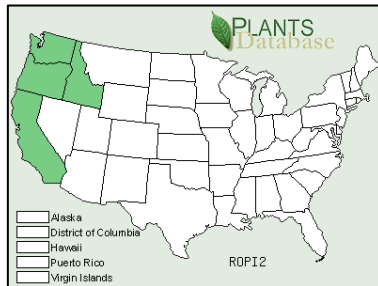 PLANTS
Database
Alaska
District of Columbia
Hawaii
Puerto Rico
Virgin Islands
ROPI2